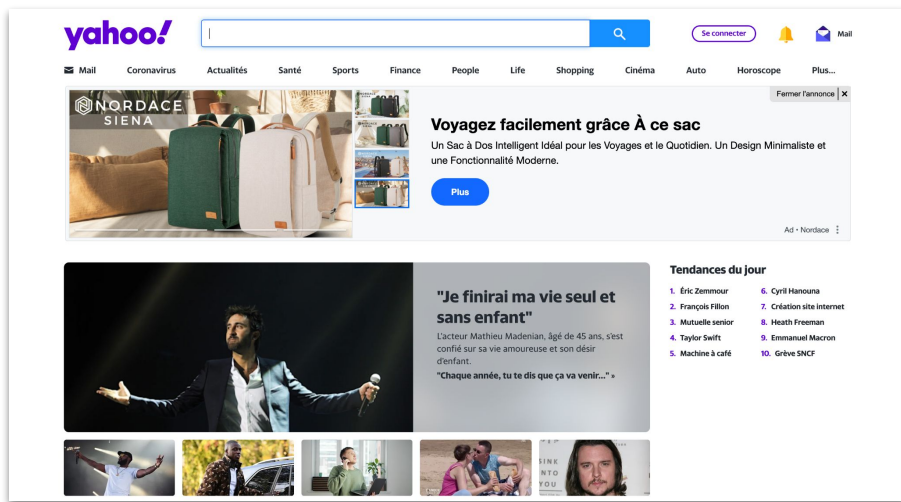 yahoo!
Se connecter
Mail
Mail Coronavirus Actualités Santé Sports Finance People Life Shopping Cinéma Auto Horoscope Plus...
Fermer l'annonce
NORDACE
SIENA
Voyagez facilement grâce À ce sac
Un Sac à Dos Intelligent Idéal pour les Voyages et le Quotidien. Un Design Minimaliste et
une Fonctionnalité Moderne.
Plus
Ad • Nordace
"Je finirai ma vie seul et
sans enfant"
L'acteur Mathieu Madenian, âgé de 45 ans, s'est
confié sur sa vie amoureuse et son désir
d'enfant.
"Chaque année, tu te dis que ça va venir..." »
Tendances du jour
1. Éric Zemmour
2. François Fillon
3. Mutuelle senior
4. Taylor Swift
5. Machine à café
6. Cyril Hanouna
7. Création site internet
8. Heath Freeman
9. Emmanuel Macron
10. Grève SNCF